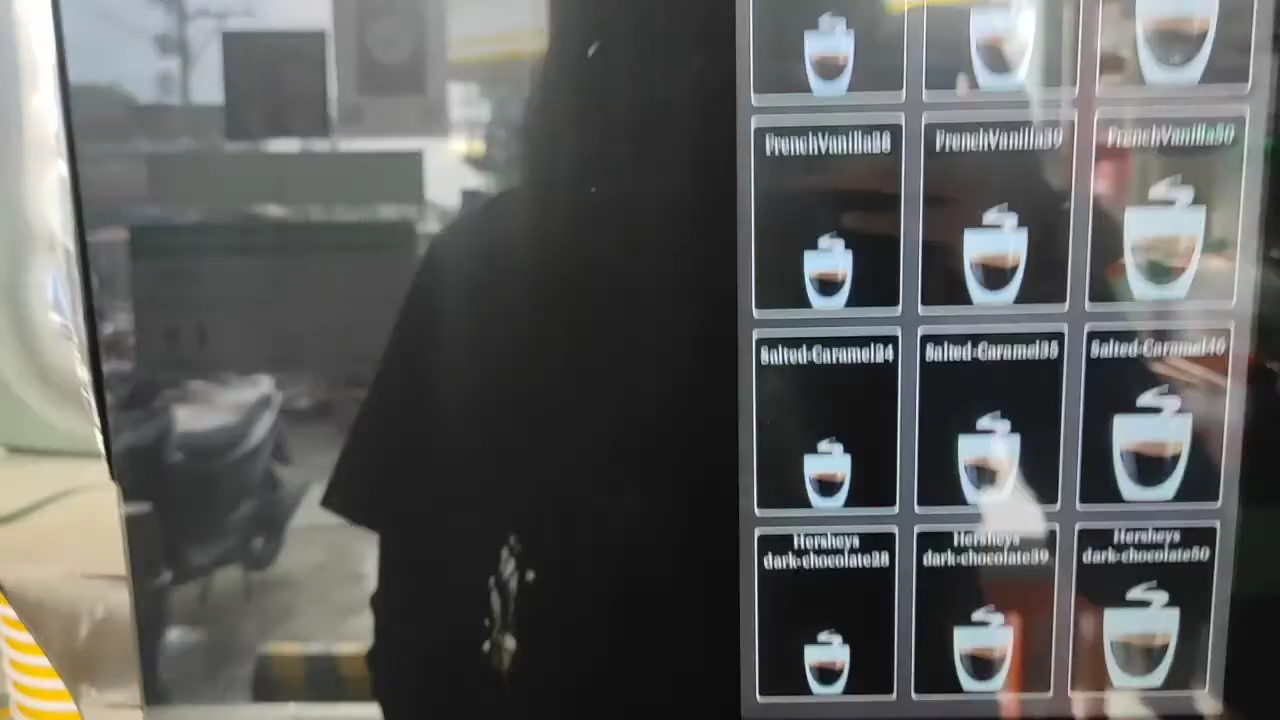 FrenchVanilla28
FrenchVanilla39
FrenchVanilla50
Salted-Caramel24
Salted-Caramel35
Salted-Caramel46
Hersheys
dark-chocolate28
Hersheys
dark-chocolate39
Hersheys
dark-chocolate50